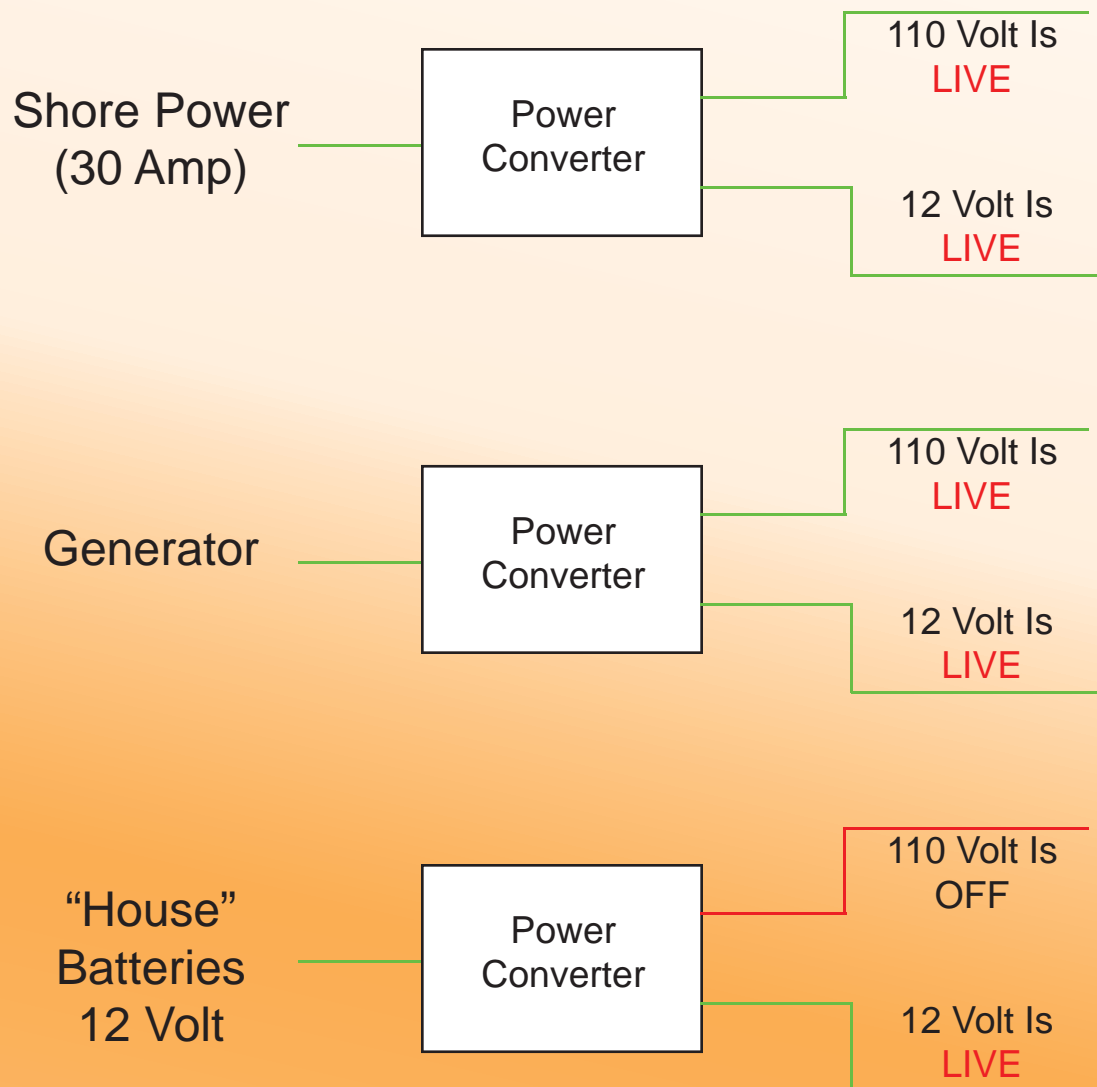 Shore Power
(30 Amp)
Power
Converter
110 Volt Is
LIVE
12 Volt Is
LIVE
Generator
Power
Converter
110 Volt Is
LIVE
12 Volt Is
LIVE
“House”
Batteries
12 Volt
Power
Converter
110 Volt Is
OFF
12 Volt Is
LIVE